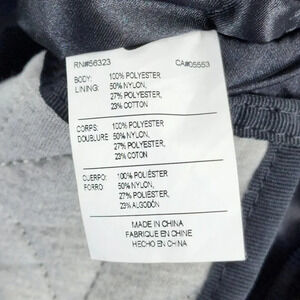 RN#56323 CA#05553
BODY: 100% POLYESTER
LINING: 50% NYLON,
27% POLYESTER,
23% COTTON
CORPS: 100% POLYESTER
DOUBLURE 50% NYLON,
27% POLYESTER,
23% COTON
CUERPO: 100% POLIÉSTER
FORRO 50% NYLON,
27% POLIÉSTER,
23% ALGODÓN
MADE IN CHINA
FABRIQUE EN CHINE
HECHO EN CHINA